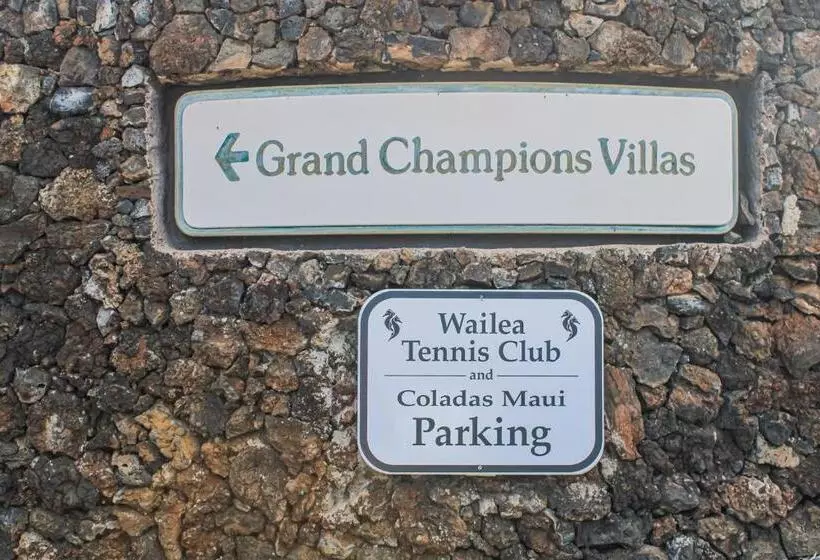 ← Grand Champions Villas
Wailea
Tennis Club
and
Coladas Maui
Parking